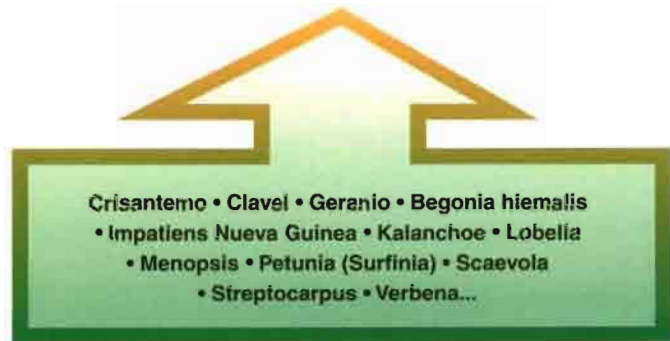 Crisantemo • Clavel • Geranio • Begonia hiemalis
• Impatiens Nueva Guinea • Kalanchoe • Lobelia
• Menopsis • Petunia (Surfinia) • Scaevola
• Streptocarpus • Verbena...